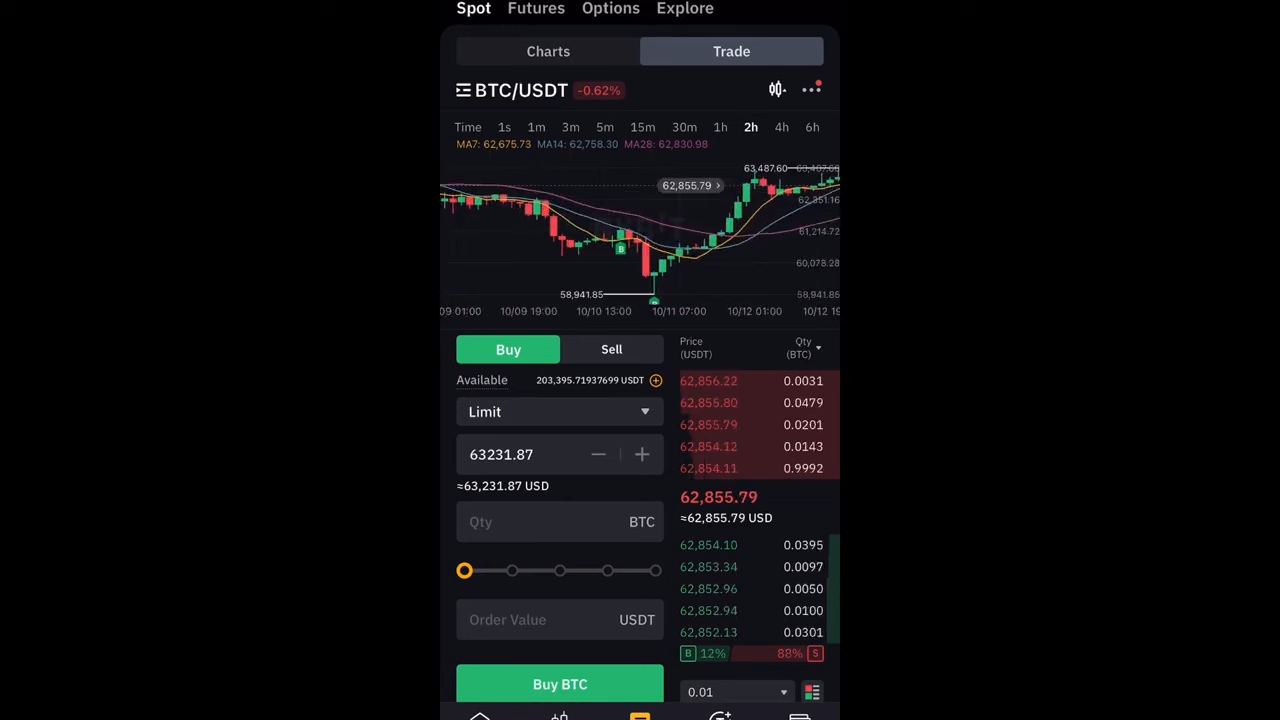 Spot Futures Options Explore
Charts Trade
BTC/USDT -0.62%
Time 1s 1m 3m 5m 15m 30m 1h 2h 4h 6h
MA7: 62,675.73 MA14: 62,758.30 MA28: 62,830.98
63,487.60
62,855.79
62,351.16
61,214.72
60,078.28
B
58,941.85 58,941.85
09 01:00 10/09 19:00 10/10 13:00 10/11 07:00 10/12 01:00 10/12 19
Buy Sell
Available 203,395.71937699 USDT
Limit
63231.87
≈63,231.87 USD
Qty BTC
Order Value USDT
Buy BTC
Price Qty
(USDT) (BTC)
62,856.22 0.0031
62,855.80 0.0479
62,855.79 0.0201
62,854.12 0.0143
62,854.11 0.9992
62,855.79
≈62,855.79 USD
62,854.10 0.0395
62,853.34 0.0097
62,852.96 0.0050
62,852.94 0.0100
62,852.13 0.0301
B 12% 88% S
0.01